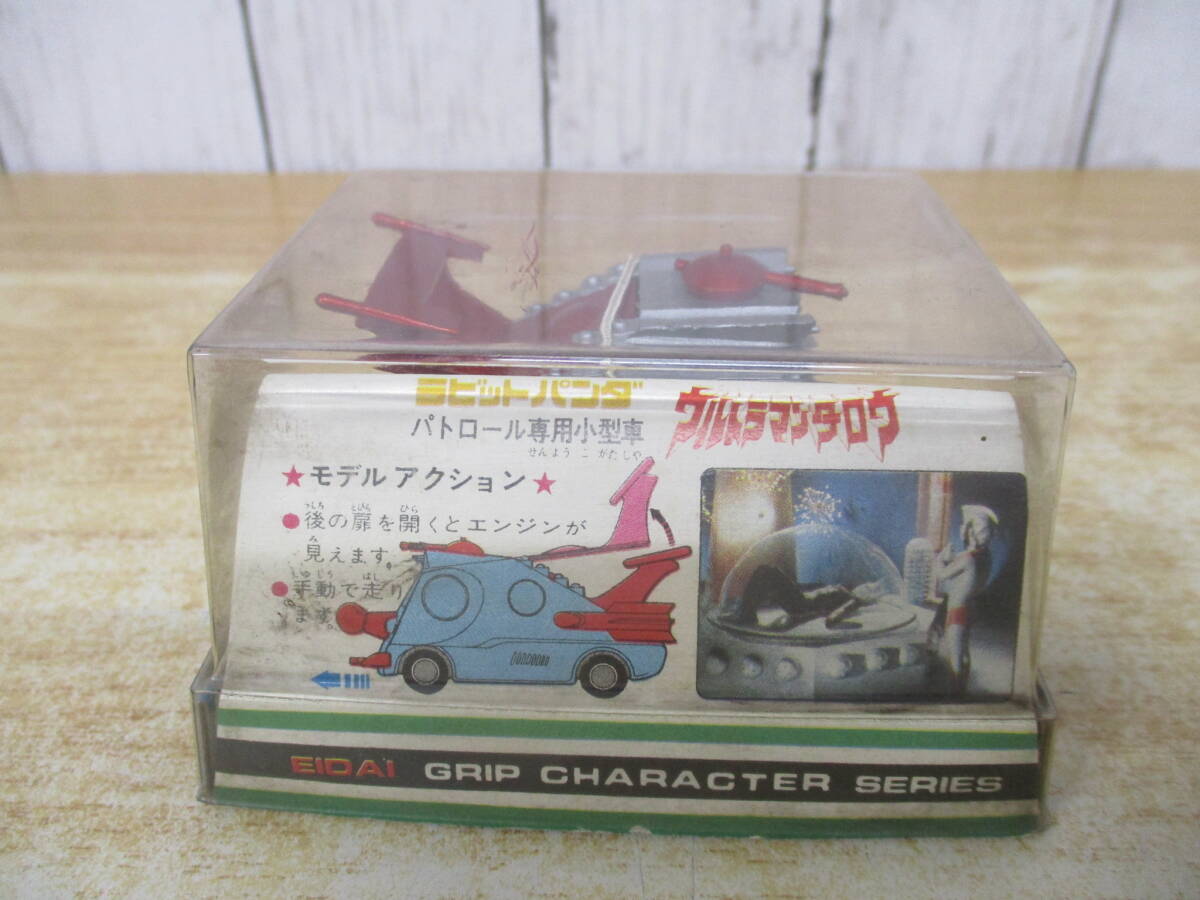 ラビットパンダ
パトロール専用小型車
せんよう こ がたしゃ
ウルトラマンタロウ
★モデルアクション★
●後の扉を開くとエンジンが
見えます。
●手動で走り
ます。
EIDAI GRIP CHARACTER SERIES